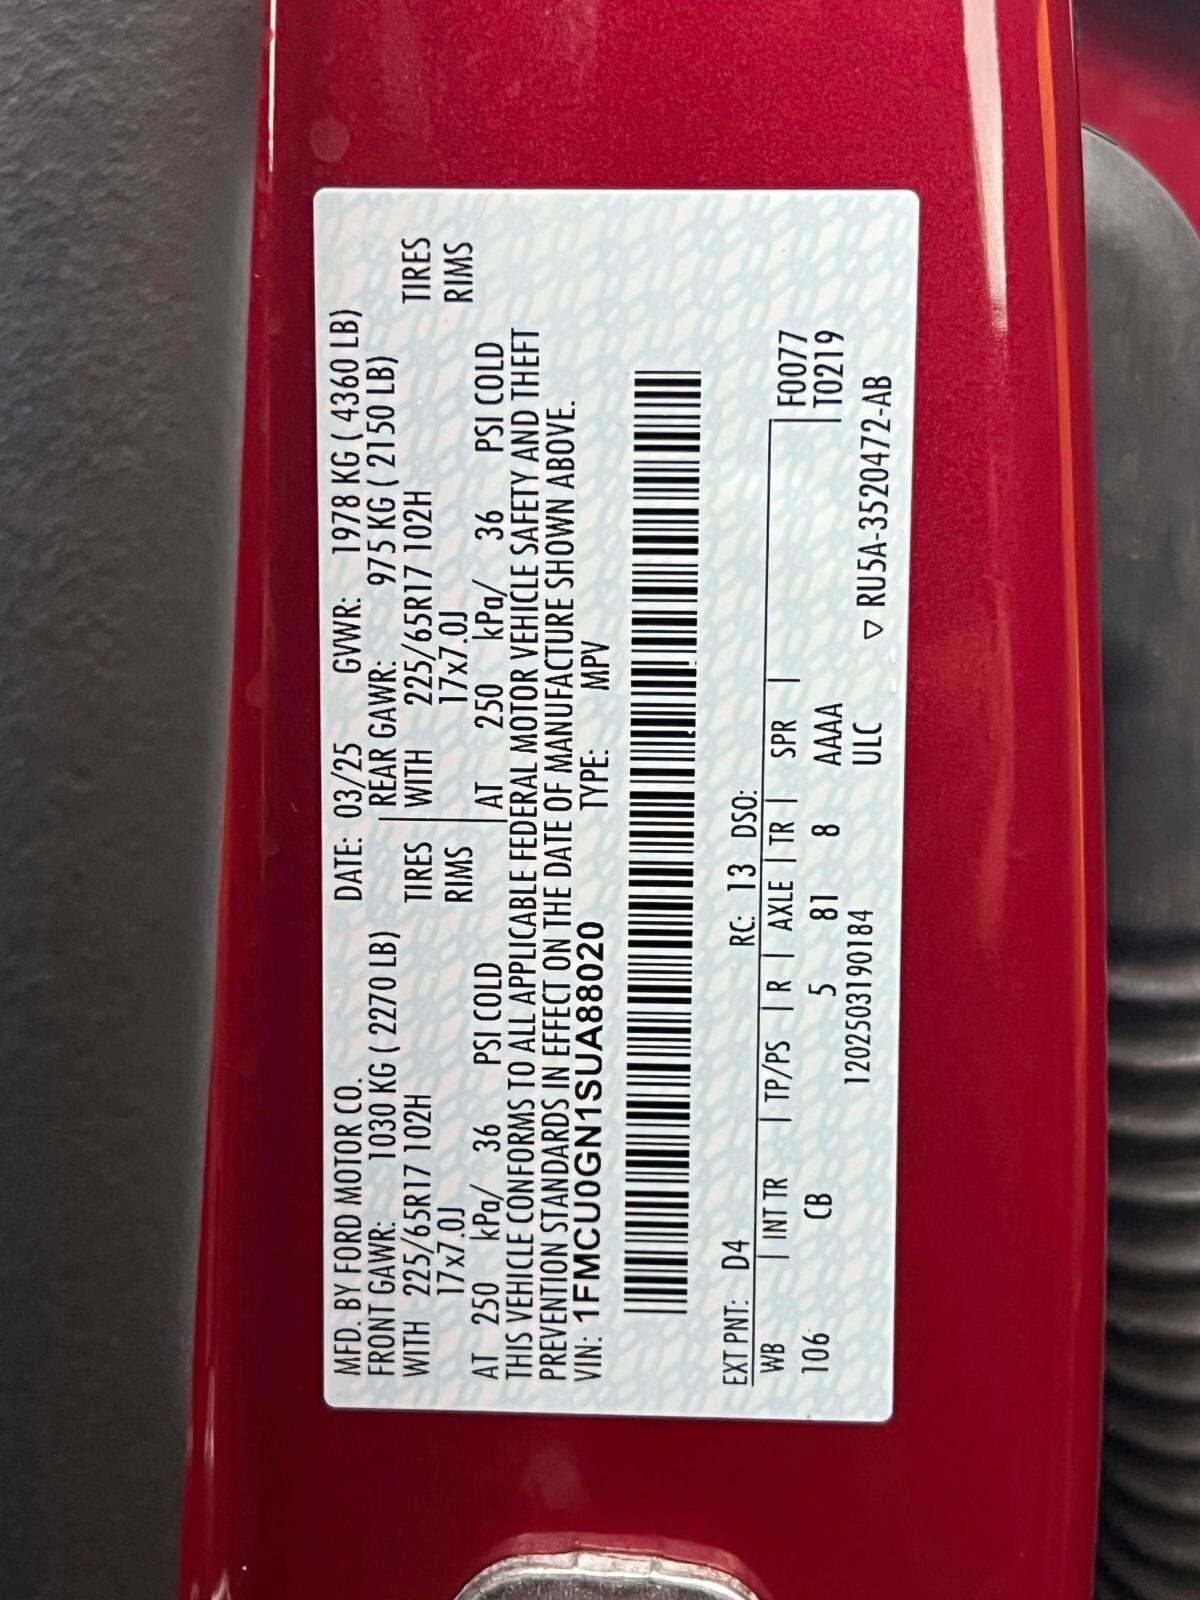 MFD. BY FORD MOTOR CO. DATE: 03/25 GVWR: 1978 KG ( 4360 LB)
FRONT GAWR: 1030 KG ( 2270 LB) REAR GAWR: 975 KG ( 2150 LB)
WITH 225/65R17 102H TIRES WITH 225/65R17 102H TIRES
17x7.0J RIMS 17x7.0J RIMS
AT 250 kPa/ 36 PSI COLD AT 250 kPa/ 36 PSI COLD
THIS VEHICLE CONFORMS TO ALL APPLICABLE FEDERAL MOTOR VEHICLE SAFETY AND THEFT
PREVENTION STANDARDS IN EFFECT ON THE DATE OF MANUFACTURE SHOWN ABOVE.
VIN: 1FMCU0GN1SUA88020 TYPE: MPV
EXT PNT: D4 RC: 13 DSO: F0077
WB | INT TR | TP/PS | R | AXLE | TR | SPR | T0219
106 CB 5 81 8 AAAA
1202503190184 ULC ▽ RU5A-3520472-AB